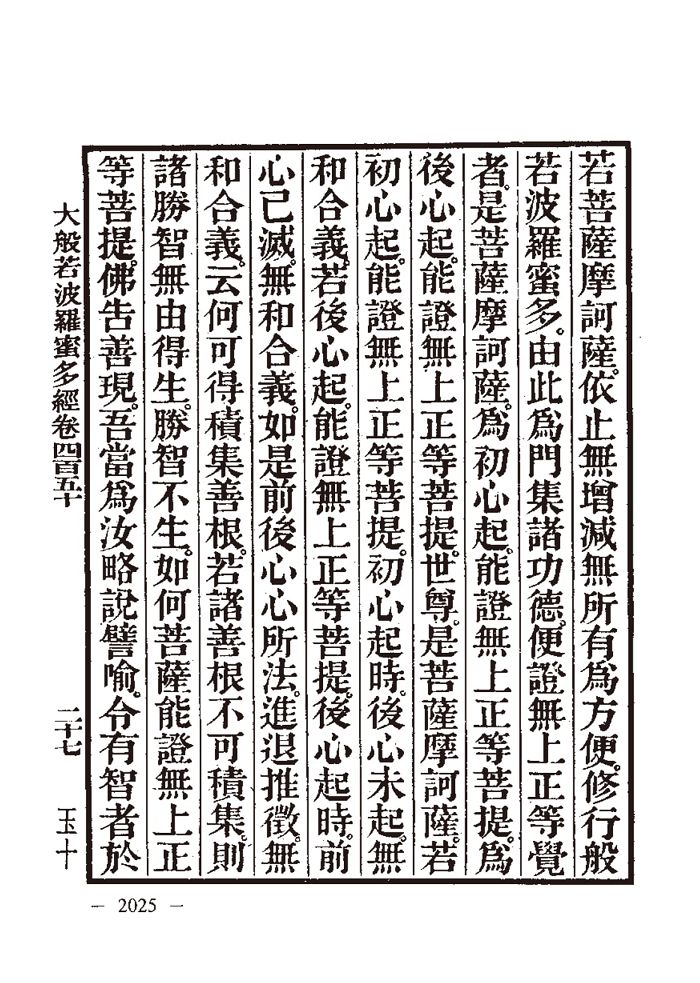 若菩薩摩訶薩。依止無增減無所有為方便。修行般
若波羅蜜多。由此為門集諸功德。便證無上正等覺
者。是菩薩摩訶薩。為初心起。能證無上正等菩提。為
後心起。能證無上正等菩提。世尊。是菩薩摩訶薩。若
初心起。能證無上正等菩提。初心起時。後心未起。無
和合義。若後心起。能證無上正等菩提。後心起時。前
心已滅。無和合義。如是前後心心所法。進退推徵。無
和合義。云何可得積集善根。若諸善根不可積集。則
諸勝智無由得生。勝智不生。如何菩薩能證無上正
等菩提。佛告善現。吾當為汝略說譬喻。令有智者於
大般若波羅蜜多經卷四百五十 二十七 玉十
— 2025 —